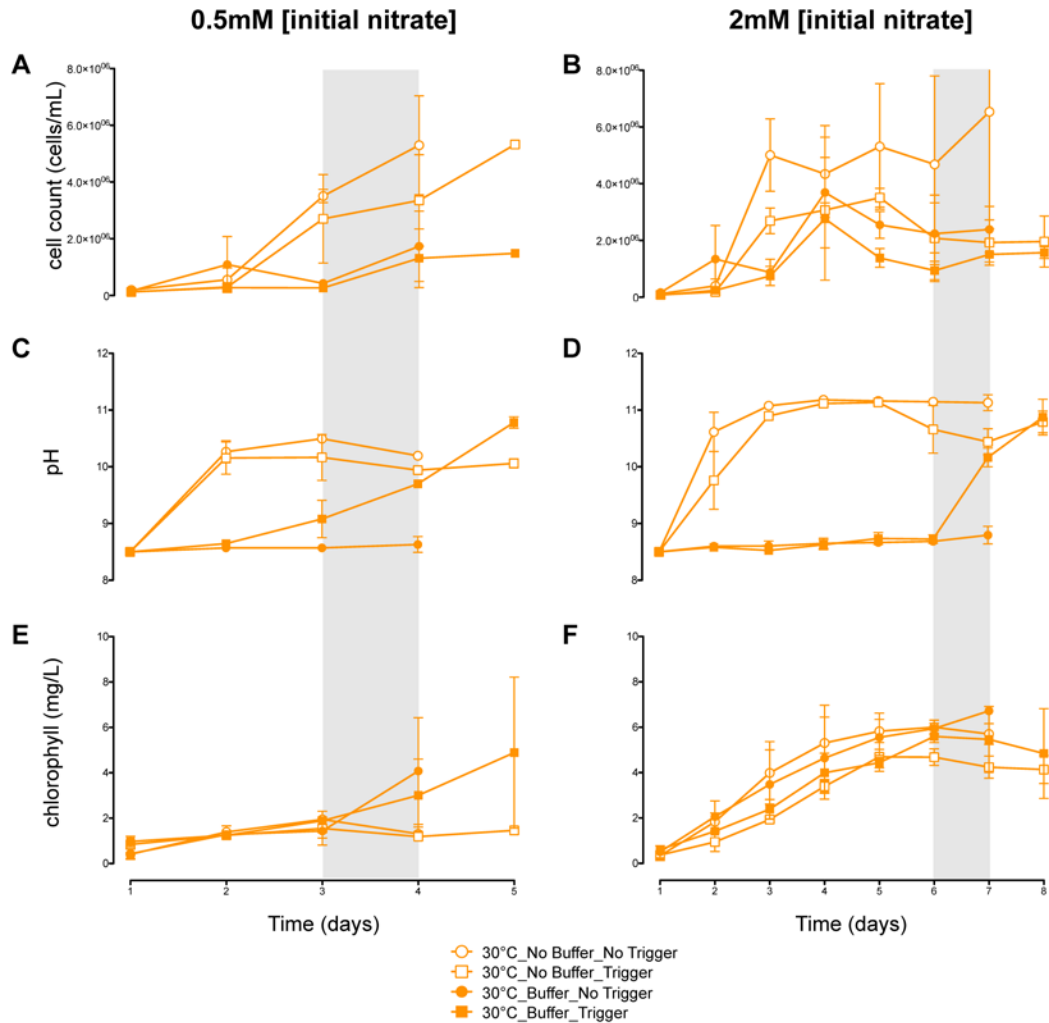 0.5mM [initial nitrate]
2mM [initial nitrate]
A
B
cell count (cells/mL)
8.0×10⁰⁶
6.0×10⁰⁶
4.0×10⁰⁶
2.0×10⁰⁶
0
8.0×10⁰⁶
6.0×10⁰⁶
4.0×10⁰⁶
2.0×10⁰⁶
0
C
D
pH
12
11
10
9
8
12
11
10
9
8
E
F
chlorophyll (mg/L)
10
8
6
4
2
0
10
8
6
4
2
0
1 2 3 4 5
1 2 3 4 5 6 7 8
Time (days)
Time (days)
30°C_No Buffer_No Trigger
30°C_No Buffer_Trigger
30°C_Buffer_No Trigger
30°C_Buffer_Trigger